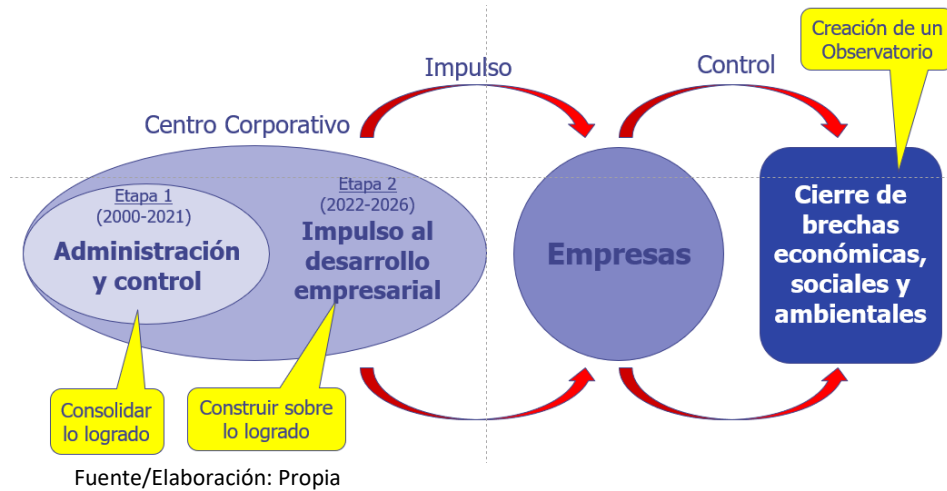 Creación de un
Observatorio
Impulso
Control
Centro Corporativo
Etapa 1
(2000-2021)
Administración
y control
Etapa 2
(2022-2026)
Impulso al
desarrollo
empresarial
Empresas
Cierre de
brechas
económicas,
sociales y
ambientales
Consolidar
lo logrado
Construir sobre
lo logrado
Fuente/Elaboración: Propia